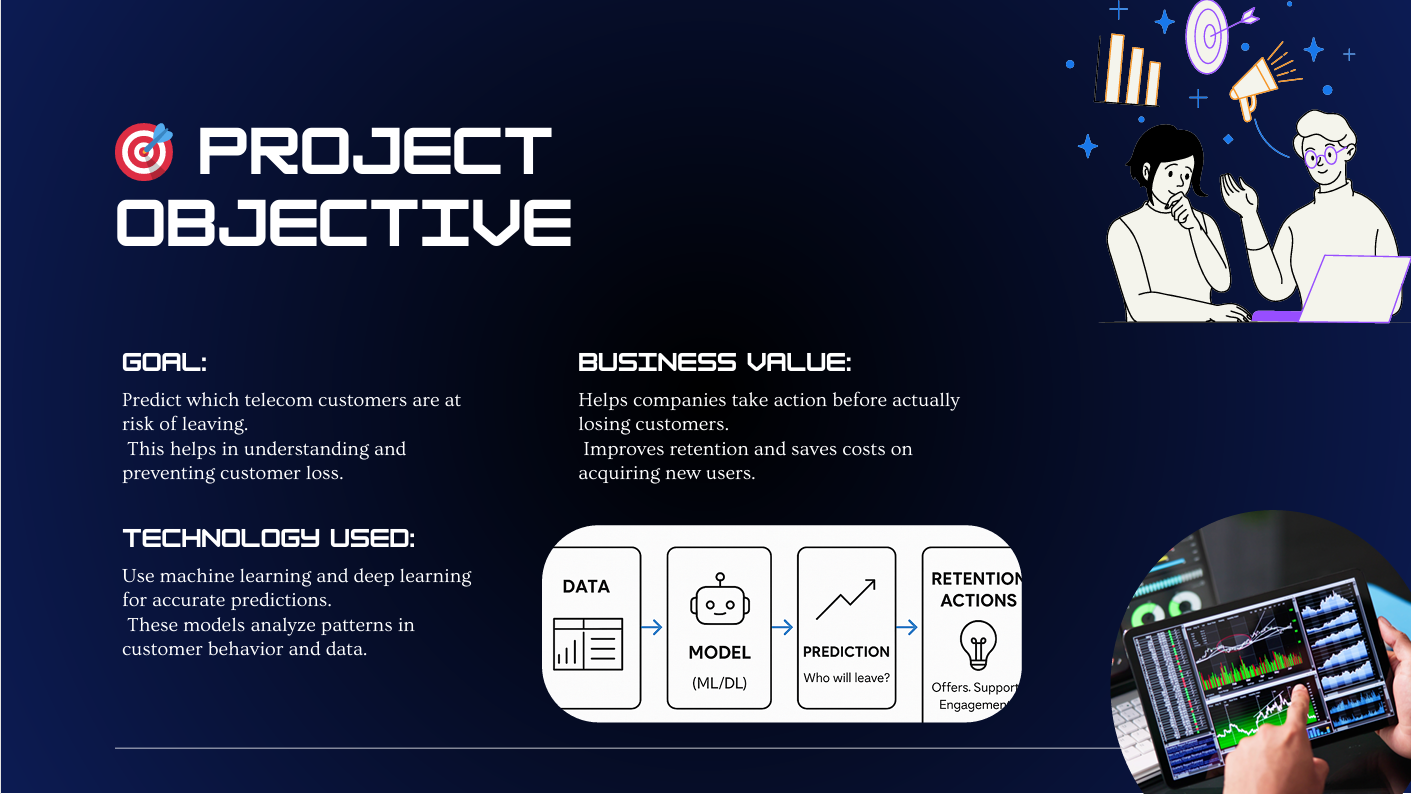 🎯 PROJECT
OBJECTIVE
GOAL:
Predict which telecom customers are at
risk of leaving.
This helps in understanding and
preventing customer loss.
BUSINESS VALUE:
Helps companies take action before actually
losing customers.
Improves retention and saves costs on
acquiring new users.
TECHNOLOGY USED:
Use machine learning and deep learning
for accurate predictions.
These models analyze patterns in
customer behavior and data.
DATA
MODEL
(ML/DL)
PREDICTION
Who will leave?
RETENTION
ACTIONS
Offers. Support
Engagement